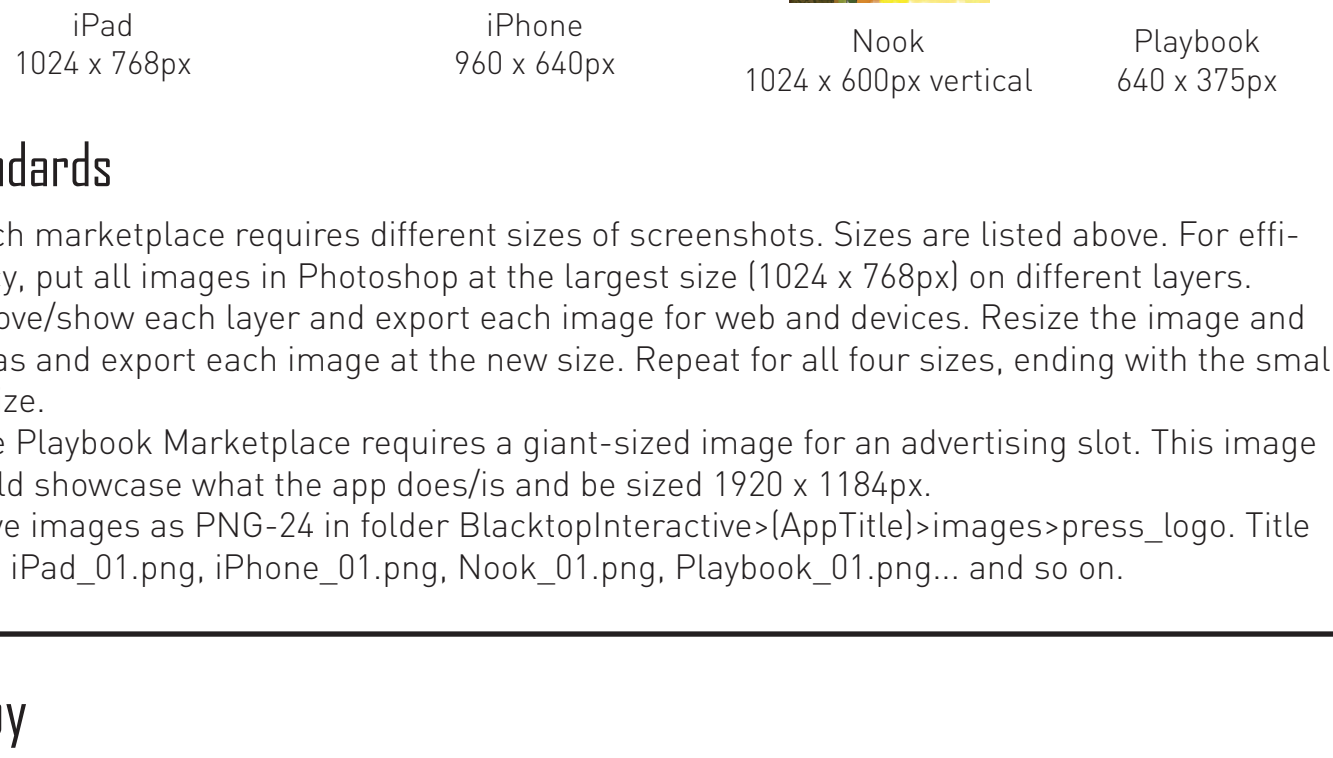 iPad
1024 x 768px
iPhone
960 x 640px
Nook
1024 x 600px vertical
Playbook
640 x 375px
ndards
ch marketplace requires different sizes of screenshots. Sizes are listed above. For effi-
y, put all images in Photoshop at the largest size (1024 x 768px) on different layers.
ove/show each layer and export each image for web and devices. Resize the image and
as and export each image at the new size. Repeat for all four sizes, ending with the smal
ze.
e Playbook Marketplace requires a giant-sized image for an advertising slot. This image
ld showcase what the app does/is and be sized 1920 x 1184px.
ve images as PNG-24 in folder BlacktopInteractive>(AppTitle)>images>press_logo. Title
iPad_01.png, iPhone_01.png, Nook_01.png, Playbook_01.png... and so on.
py